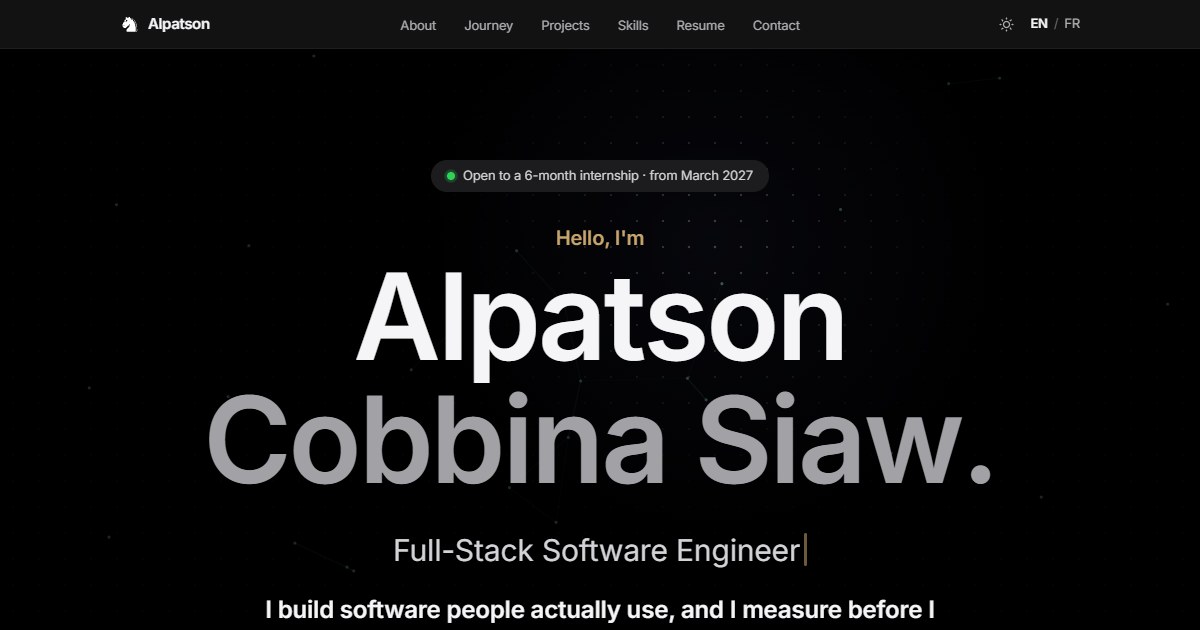 Alpatson
About Journey Projects Skills Resume Contact
EN / FR
Open to a 6-month internship · from March 2027
Hello, I'm
Alpatson
Cobbina Siaw.
Full-Stack Software Engineer
I build software people actually use, and I measure before I